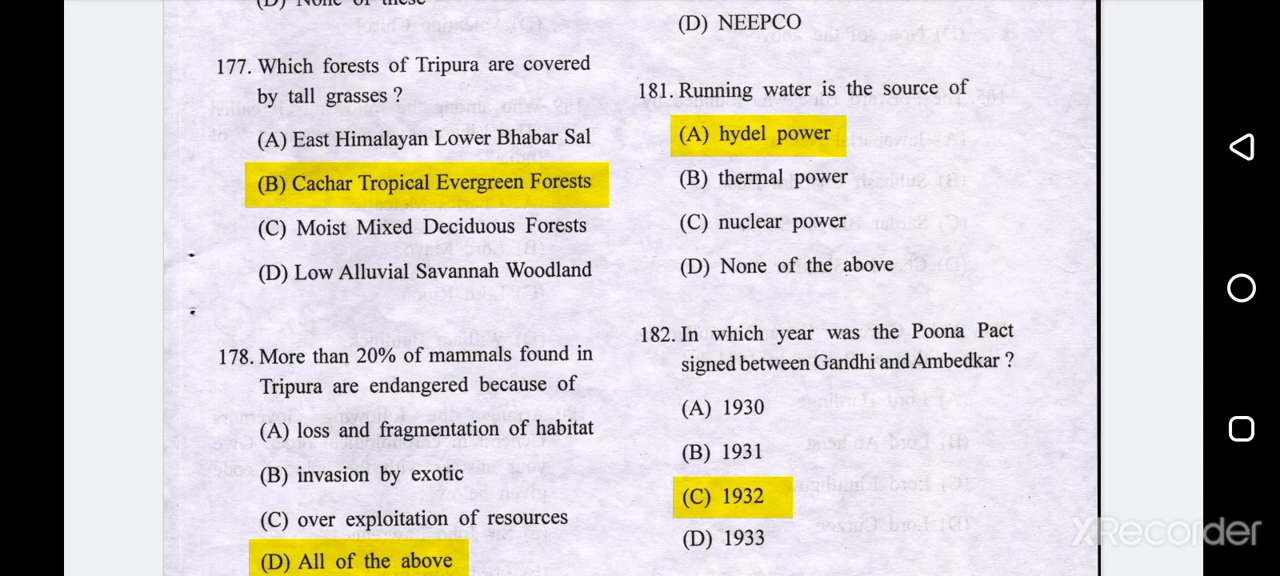 (D) None of these
177. Which forests of Tripura are covered
by tall grasses ?
(A) East Himalayan Lower Bhabar Sal
(B) Cachar Tropical Evergreen Forests
(C) Moist Mixed Deciduous Forests
(D) Low Alluvial Savannah Woodland
178. More than 20% of mammals found in
Tripura are endangered because of
(A) loss and fragmentation of habitat
(B) invasion by exotic
(C) over exploitation of resources
(D) All of the above
(D) NEEPCO
181. Running water is the source of
(A) hydel power
(B) thermal power
(C) nuclear power
(D) None of the above
182. In which year was the Poona Pact
signed between Gandhi and Ambedkar ?
(A) 1930
(B) 1931
(C) 1932
(D) 1933
XRecorder